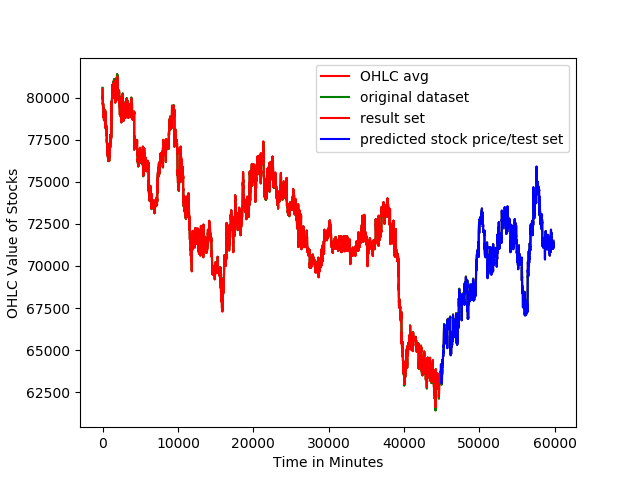 OHLC avg
original dataset
result set
predicted stock price/test set
OHLC Value of Stocks
80000
77500
75000
72500
70000
67500
65000
62500
0 10000 20000 30000 40000 50000 60000
Time in Minutes